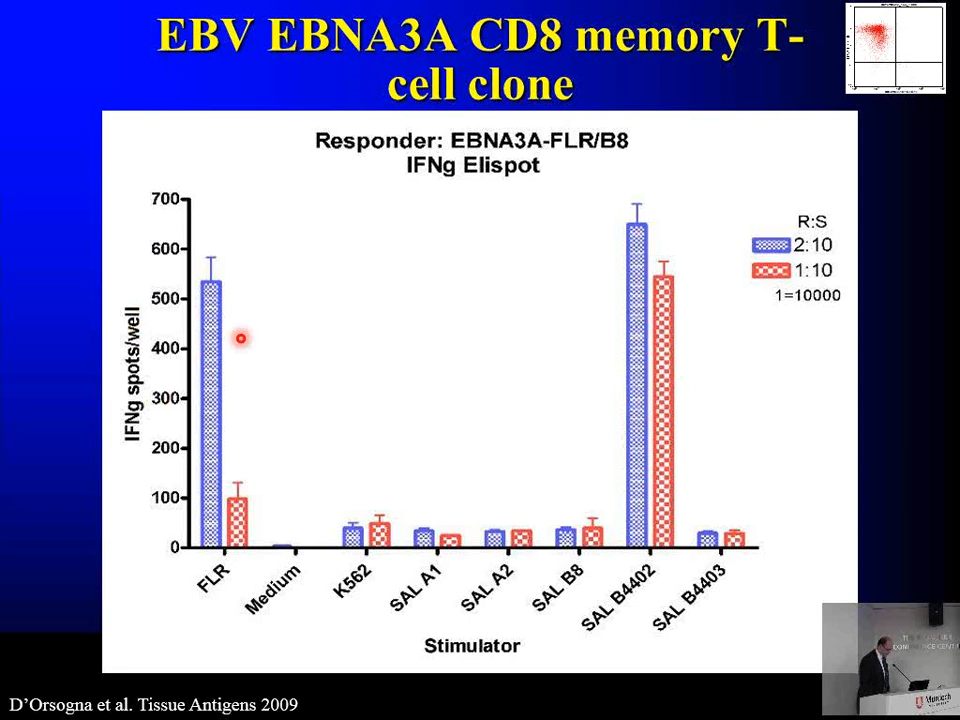 EBV EBNA3A CD8 memory T-
cell clone
Responder: EBNA3A-FLR/B8
IFNg Elispot
IFNg spots/well
700
600
500
400
300
200
100
0
R:S
2:10
1:10
1=10000
FLR
Medium
K562
SAL A1
SAL A2
SAL B8
SAL B4402
SAL B4403
Stimulator
Murdoch
D'Orsogna et al. Tissue Antigens 2009